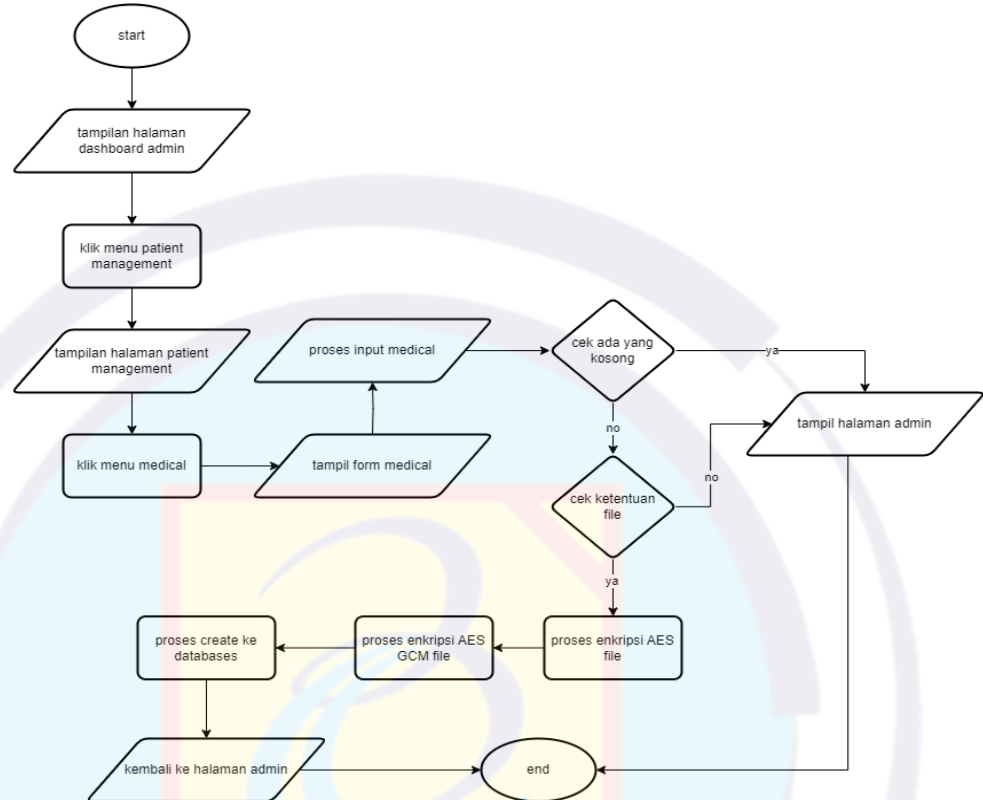 start
tampilan halaman
dashboard admin
klik menu patient
management
tampilan halaman patient
management
klik menu medical
tampil form medical
proses input medical
cek ada yang
kosong
ya
no
tampil halaman admin
cek ketentuan
file
no
ya
proses enkripsi AES
file
proses enkripsi AES
GCM file
proses create ke
databases
kembali ke halaman admin
end